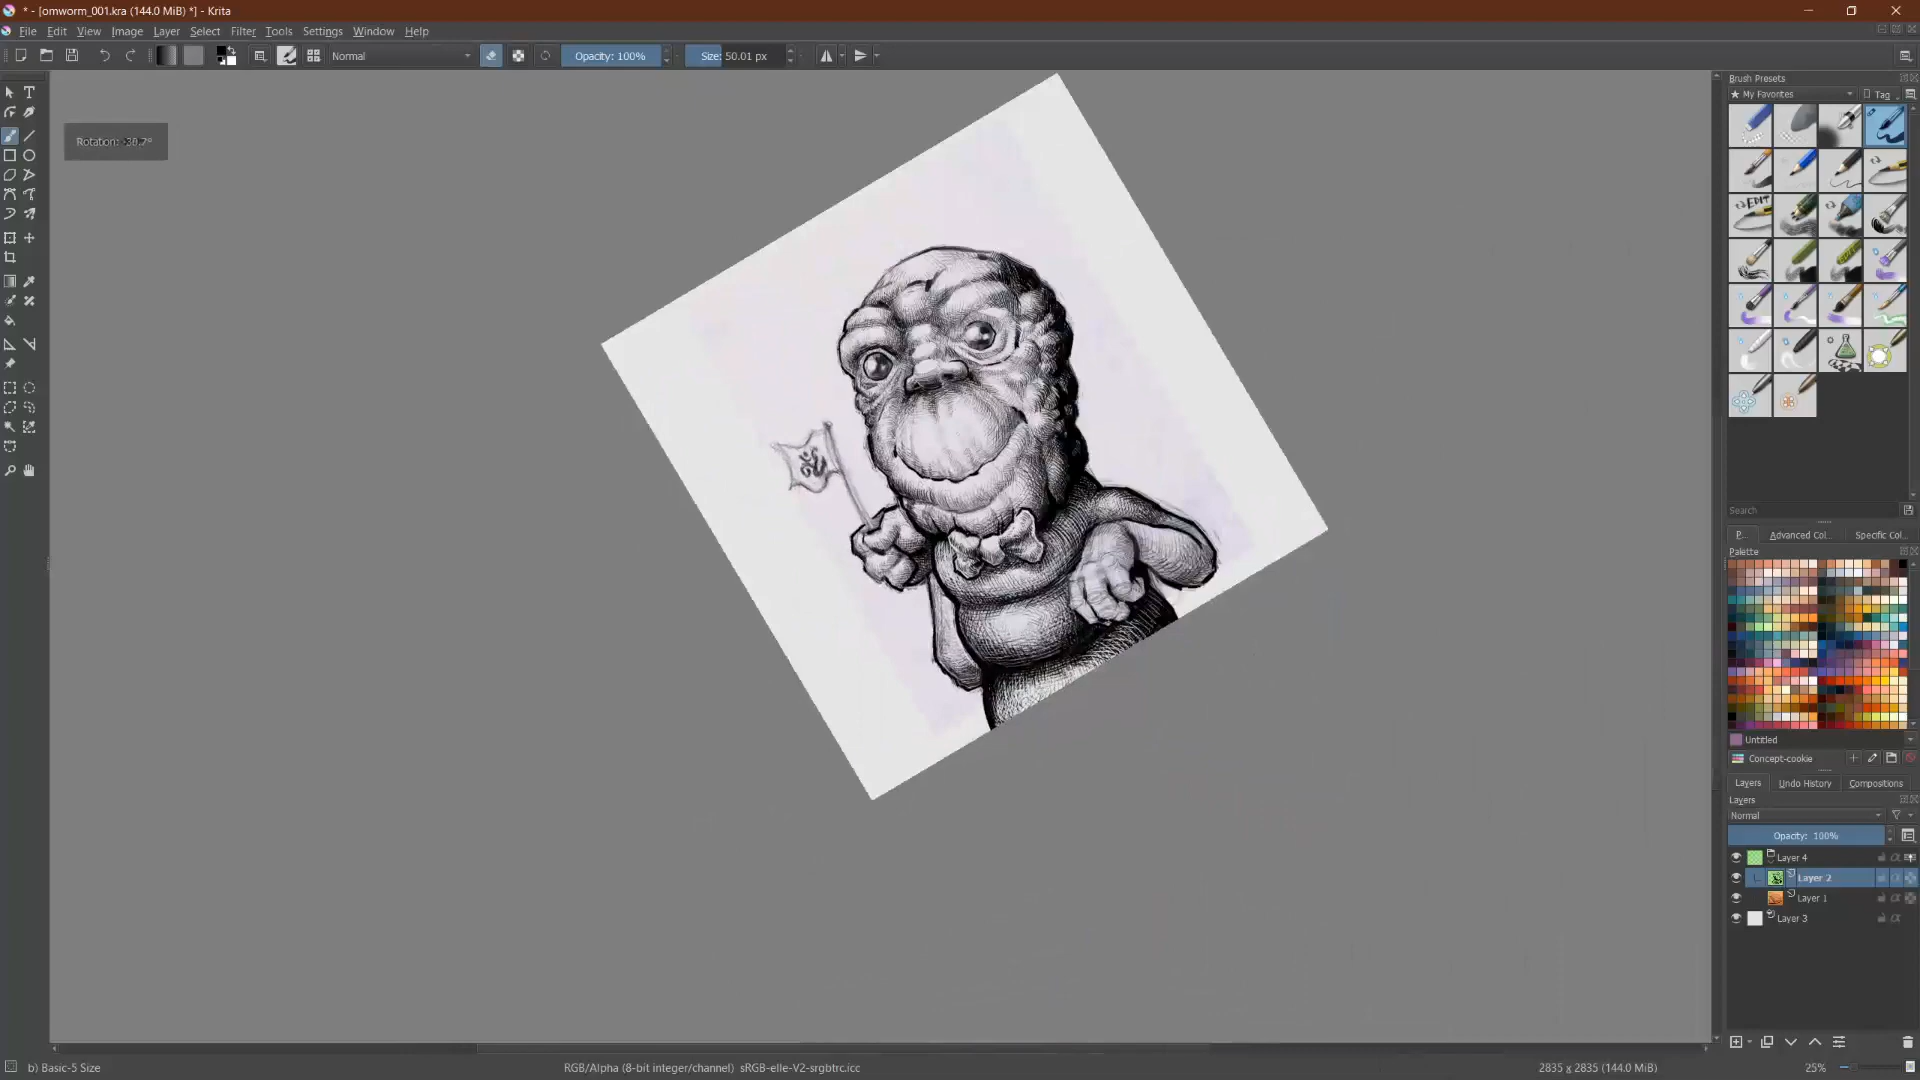 * - [omworm_001.kra (144.0 MiB) *] - Krita
File Edit View Image Layer Select Filter Tools Settings Window Help
Normal
Opacity: 100%
Size: 50.01 px
Brush Presets
My Favorites
Tag
Rotation:
EDIT
Search
P... Advanced Col... Specific Col...
Palette
Untitled
Concept-cookie
Layers Undo History Compositions
Layers
Normal
Opacity: 100%
Layer 4
Layer 2
Layer 1
Layer 3
b) Basic-5 Size
RGB/Alpha (8-bit integer/channel) sRGB-elle-V2-srgbtrc.icc
2835 x 2835 (144.0 MiB)
25%